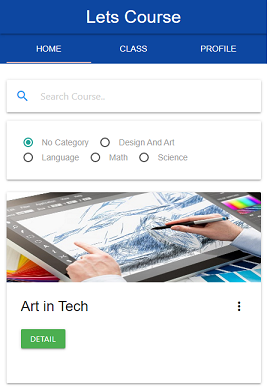 Lets Course
HOME CLASS PROFILE
Search Course..
No Category Design And Art
Language Math Science
Art in Tech
DETAIL